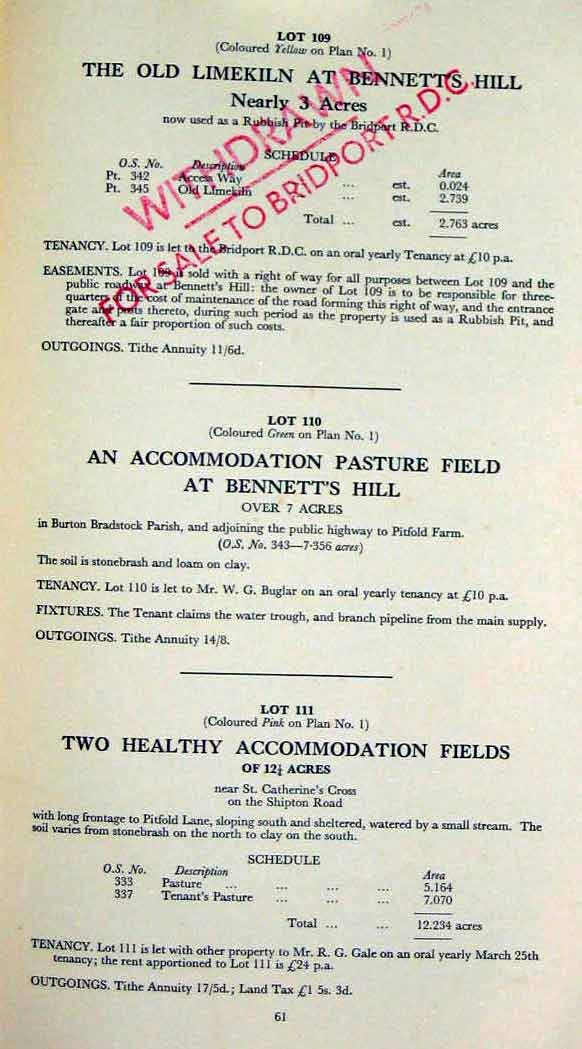 LOT 109
(Coloured Yellow on Plan No. 1)
THE OLD LIMEKILN AT BENNETT'S HILL
Nearly 3 Acres
now used as a Rubbish Pit by the Bridport R.D.C.
WITHDRAWN
FOR SALE TO BRIDPORT R.D.C.
SCHEDULE
O.S. No. Description Area
Pt. 342 Access Way ... est. 0.024
Pt. 345 Old Limekiln ... est. 2.739
Total ... est. 2.763 acres
TENANCY. Lot 109 is let to the Bridport R.D.C. on an oral yearly Tenancy at £10 p.a.
EASEMENTS. Lot 109 is sold with a right of way for all purposes between Lot 109 and the
public roadway at Bennett's Hill: the owner of Lot 109 is to be responsible for three-
quarters of the cost of maintenance of the road forming this right of way, and the entrance
gate and posts thereto, during such period as the property is used as a Rubbish Pit, and
thereafter a fair proportion of such costs.
OUTGOINGS. Tithe Annuity 11/6d.
LOT 110
(Coloured Green on Plan No. 1)
AN ACCOMMODATION PASTURE FIELD
AT BENNETT'S HILL
OVER 7 ACRES
in Burton Bradstock Parish, and adjoining the public highway to Pitfold Farm.
(O.S. No. 343—7·356 acres)
The soil is stonebrash and loam on clay.
TENANCY. Lot 110 is let to Mr. W. G. Buglar on an oral yearly tenancy at £10 p.a.
FIXTURES. The Tenant claims the water trough, and branch pipeline from the main supply.
OUTGOINGS. Tithe Annuity 14/8.
LOT 111
(Coloured Pink on Plan No. 1)
TWO HEALTHY ACCOMMODATION FIELDS
OF 12¼ ACRES
near St. Catherine's Cross
on the Shipton Road
with long frontage to Pitfold Lane, sloping south and sheltered, watered by a small stream. The
soil varies from stonebrash on the north to clay on the south.
SCHEDULE
O.S. No. Description Area
333 Pasture ... ... ... ... 5.164
337 Tenant's Pasture ... ... ... 7.070
Total ... ... 12.234 acres
TENANCY. Lot 111 is let with other property to Mr. R. G. Gale on an oral yearly March 25th
tenancy; the rent apportioned to Lot 111 is £24 p.a.
OUTGOINGS. Tithe Annuity 17/5d.; Land Tax £1 5s. 3d.
61